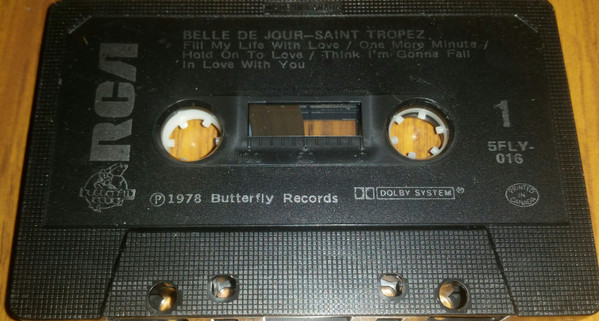 BELLE DE JOUR—SAINT TROPEZ
Fill My Life With Love / One More Minute /
Hold On To Love / Think I'm Gonna Fall
In Love With You
RCA
1
5FLY-
016
℗ 1978 Butterfly Records
DOLBY SYSTEM ®
PRINTED
IN
CANADA